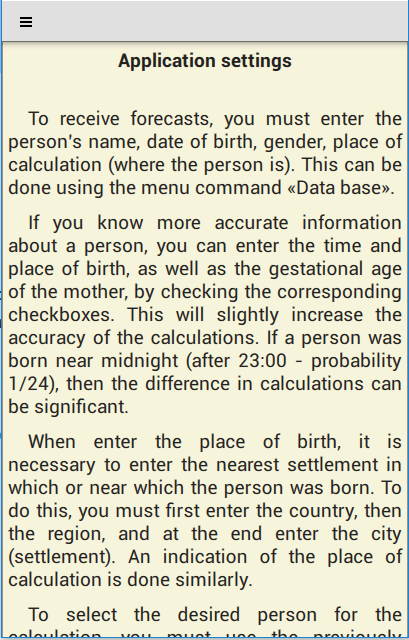 Application settings
To receive forecasts, you must enter the
person's name, date of birth, gender, place of
calculation (where the person is). This can be
done using the menu command «Data base».
If you know more accurate information
about a person, you can enter the time and
place of birth, as well as the gestational age
of the mother, by checking the corresponding
checkboxes. This will slightly increase the
accuracy of the calculations. If a person was
born near midnight (after 23:00 - probability
1/24), then the difference in calculations can
be significant.
When enter the place of birth, it is
necessary to enter the nearest settlement in
which or near which the person was born. To
do this, you must first enter the country, then
the region, and at the end enter the city
(settlement). An indication of the place of
calculation is done similarly.
To select the desired person for the
calculation, you must use the previously